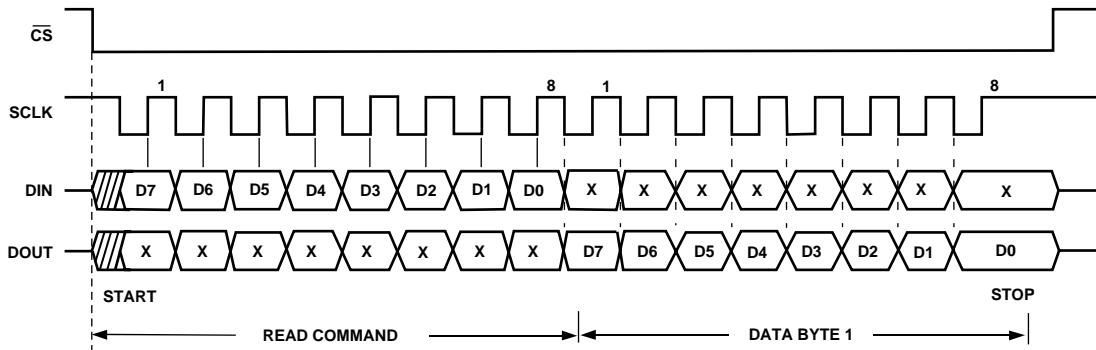 CS
1 8 1 8
SCLK
DIN D7 D6 D5 D4 D3 D2 D1 D0 X X X X X X X X
DOUT X X X X X X X X D7 D6 D5 D4 D3 D2 D1 D0
START STOP
READ COMMAND DATA BYTE 1